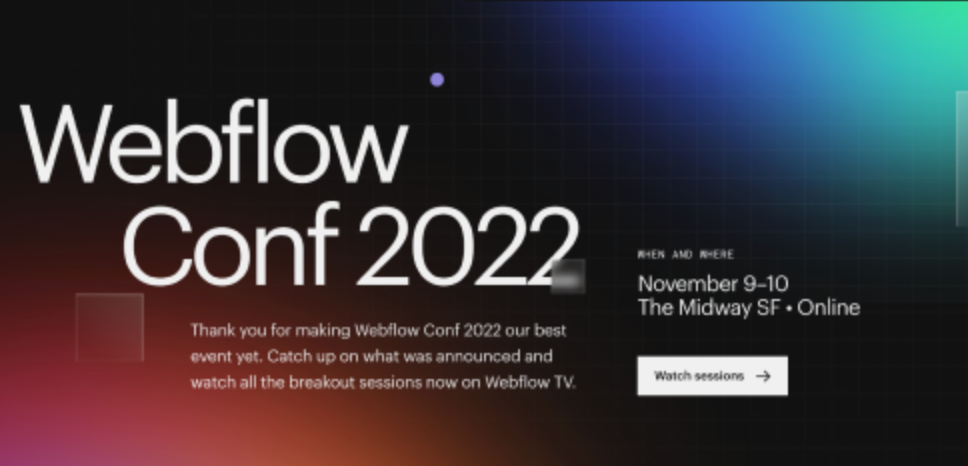 Webflow
Conf 2022
Thank you for making Webflow Conf 2022 our best
event yet. Catch up on what was announced and
watch all the breakout sessions now on Webflow TV.
WHEN AND WHERE
November 9–10
The Midway SF • Online
Watch sessions →